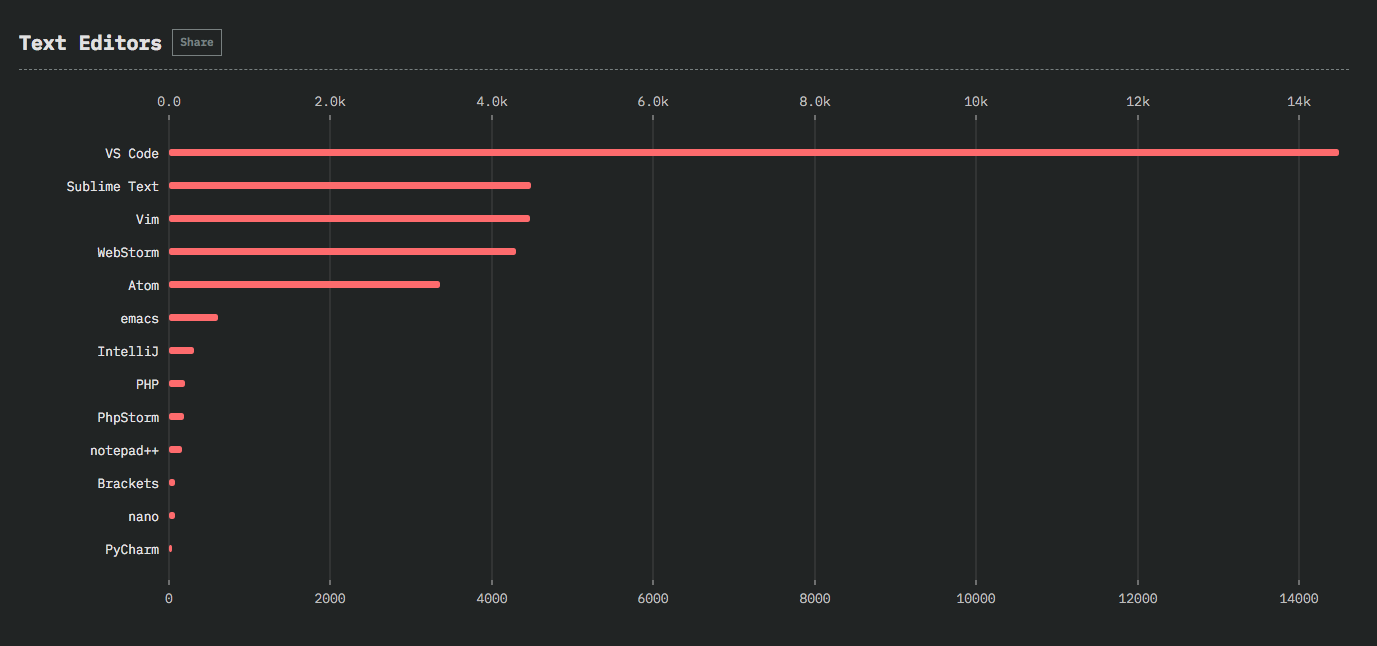 Text Editors Share
0.0 2.0k 4.0k 6.0k 8.0k 10k 12k 14k
VS Code
Sublime Text
Vim
WebStorm
Atom
emacs
IntelliJ
PHP
PhpStorm
notepad++
Brackets
nano
PyCharm
0 2000 4000 6000 8000 10000 12000 14000